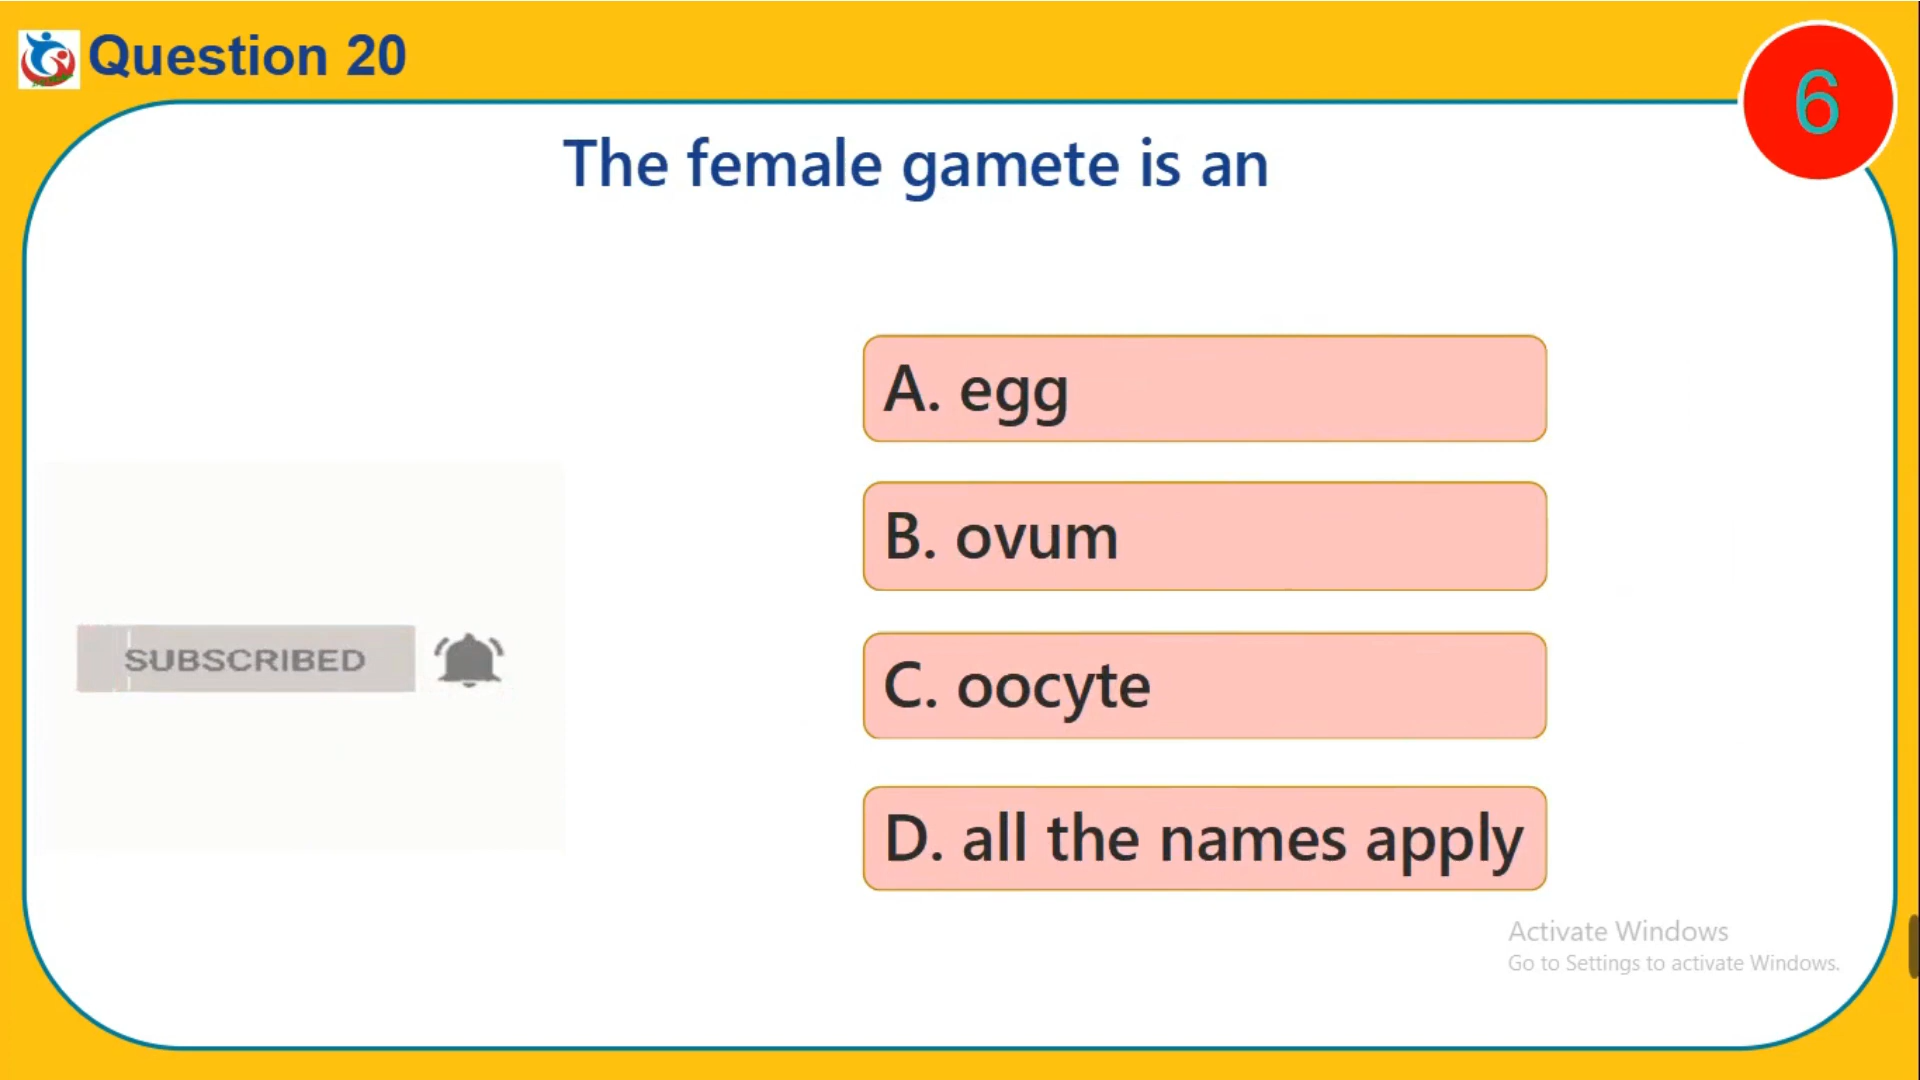 Question 20
6
The female gamete is an
A. egg
B. ovum
C. oocyte
D. all the names apply
SUBSCRIBED
Activate Windows
Go to Settings to activate Windows.